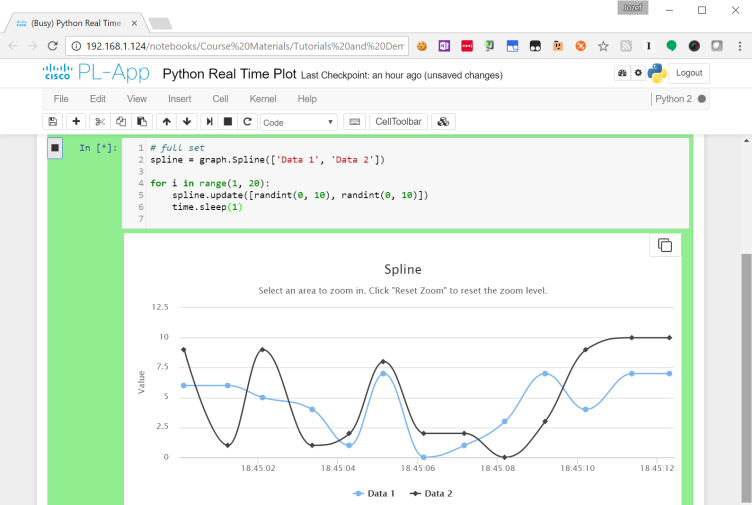 Jozef
(Busy) Python Real Time
192.168.1.124/notebooks/Course%20Materials/Tutorials%20and%20Dem
CISCO PL-App Python Real Time Plot Last Checkpoint: an hour ago (unsaved changes) Logout
File Edit View Insert Cell Kernel Help Python 2
Code CellToolbar
In [*]:
1 # full set
2 spline = graph.Spline(['Data 1', 'Data 2'])
3
4 for i in range(1, 20):
5 spline.update([randint(0, 10), randint(0, 10)])
6 time.sleep(1)
7
Spline
Select an area to zoom in. Click "Reset Zoom" to reset the zoom level.
12.5
10
7.5
5
2.5
0
Value
18:45:02 18:45:04 18:45:06 18:45:08 18:45:10 18:45:12
Data 1 Data 2